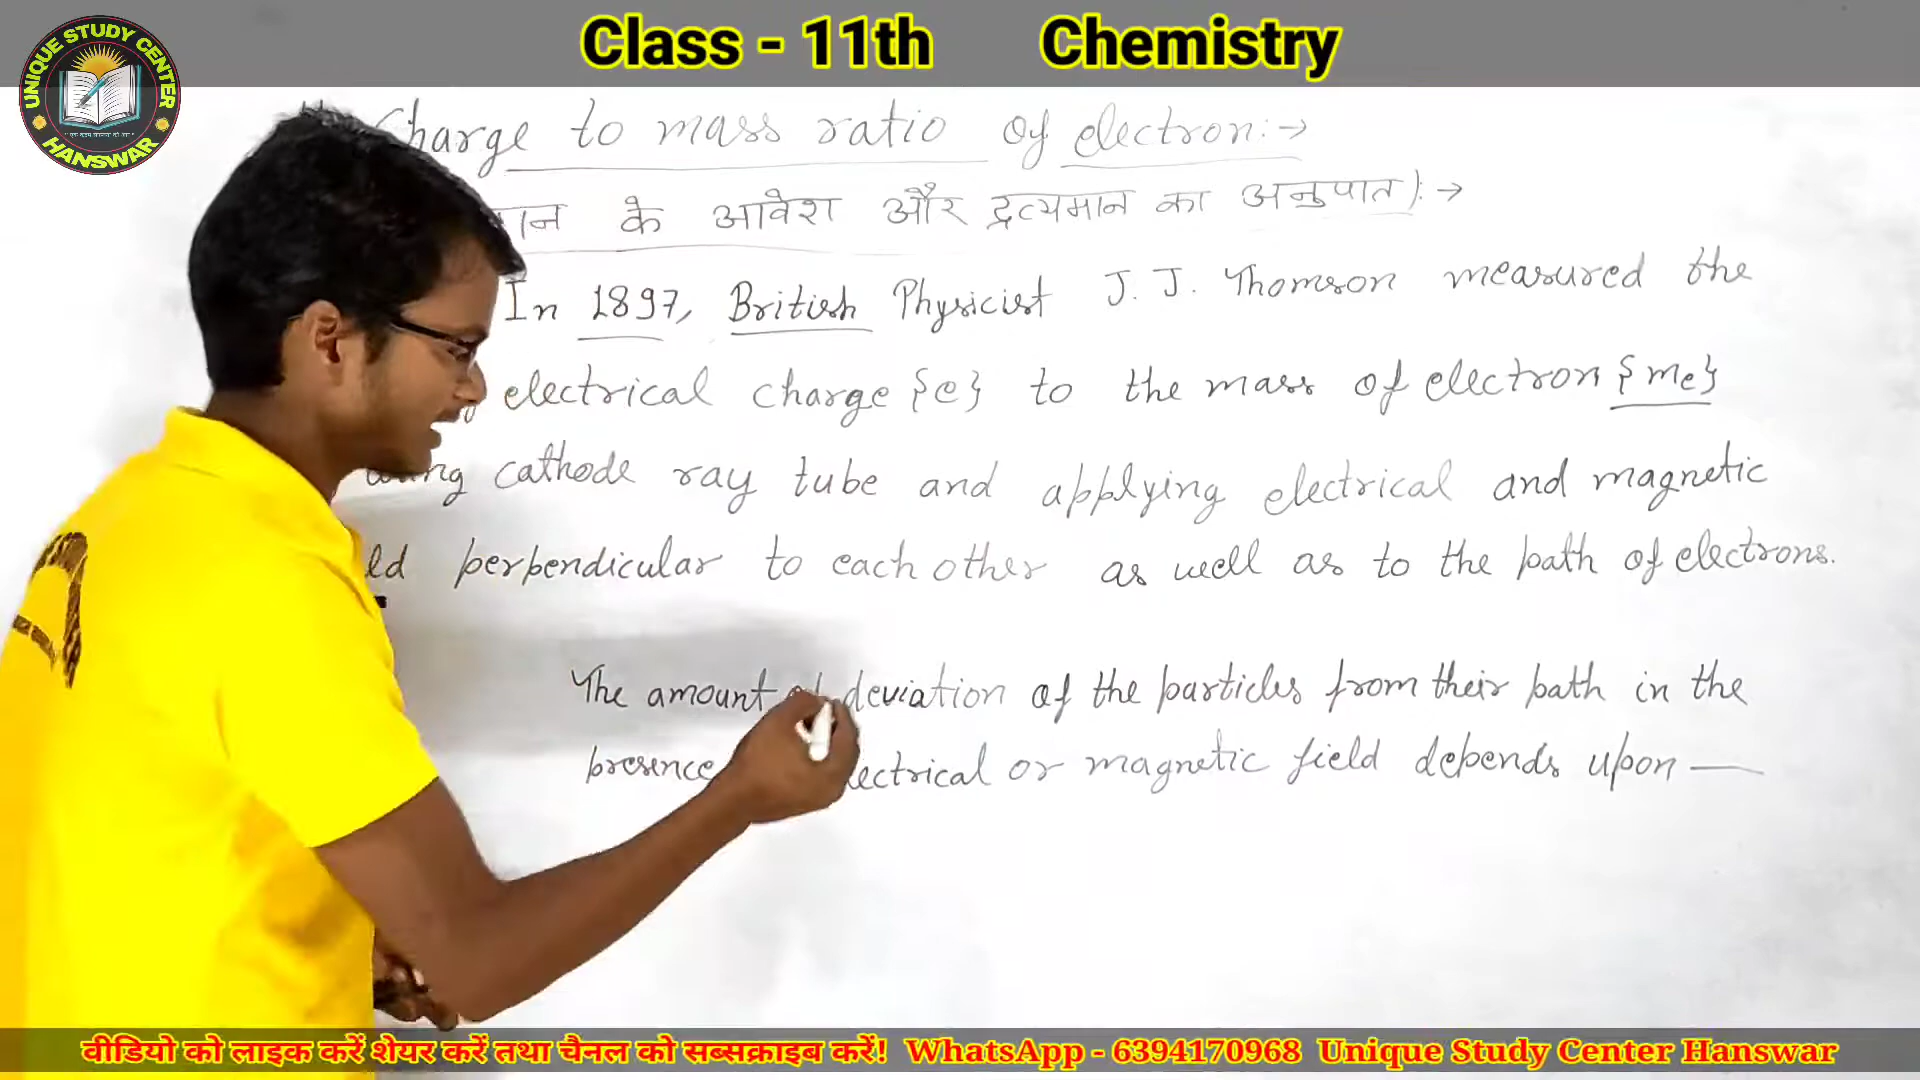 Class - 11th Chemistry
UNIQUE STUDY CENTER
HANSWAR
Charge to mass ratio of electron:→
के आवेश और द्रव्यमान का अनुपात):→
In 1897, British Physicist J. J. Thomson measured the
electrical charge {e} to the mass of electron {me}
cathode ray tube and applying electrical and magnetic
perpendicular to each other as well as to the path of electrons.
The amount deviation of the particles from their path in the
presence electrical or magnetic field depends upon —
वीडियो को लाइक करें शेयर करें तथा चैनल को सब्सक्राइब करें! WhatsApp - 6394170968 Unique Study Center Hanswar